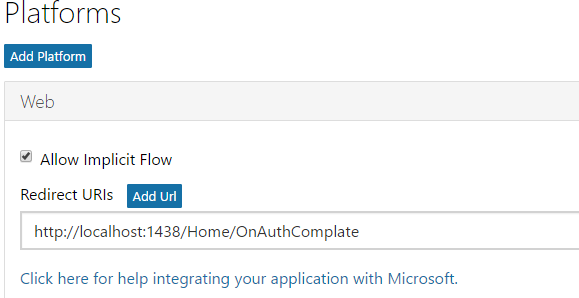 Platforms
Add Platform
Web
Allow Implicit Flow
Redirect URIs Add Url
http://localhost:1438/Home/OnAuthComplate
Click here for help integrating your application with Microsoft.